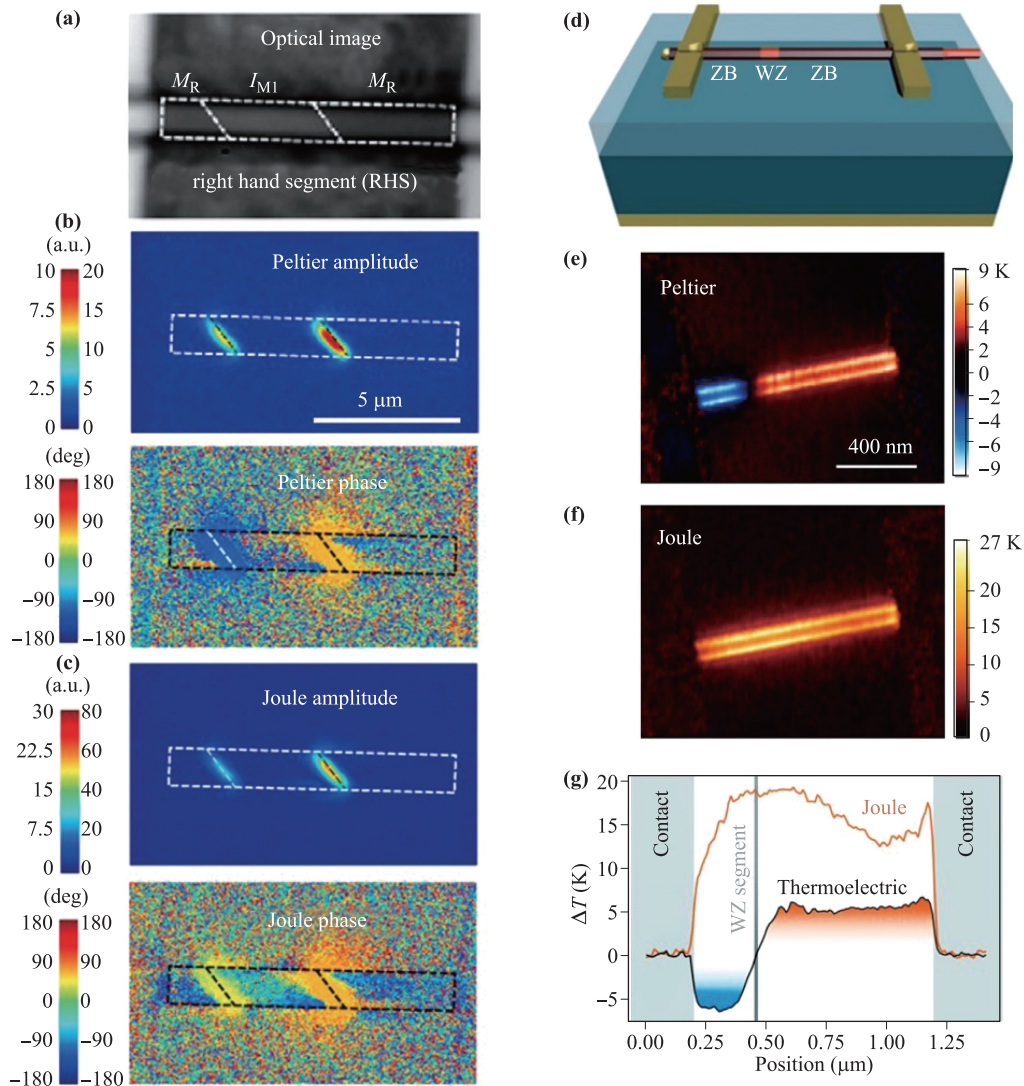 (a)
Optical image
M_R I_M1 M_R
right hand segment (RHS)
(b)
(a.u.)
10 20
7.5 15
5 10
2.5 5
0 0
Peltier amplitude
5 μm
(deg)
180 180
90 90
0 0
−90 −90
−180 −180
Peltier phase
(c)
(a.u.)
30 80
22.5 60
15 40
7.5 20
0 0
Joule amplitude
(deg)
180 180
90 90
0 0
−90 −90
−180 −180
Joule phase
(d)
ZB WZ ZB
(e)
Peltier
400 nm
9 K
6
4
2
0
−2
−4
−6
−9
(f)
Joule
27 K
20
15
10
5
0
(g)
20
15
10
5
0
−5
ΔT (K)
Contact
WZ segment
Joule
Thermoelectric
Contact
0.00 0.25 0.50 0.75 1.00 1.25
Position (μm)